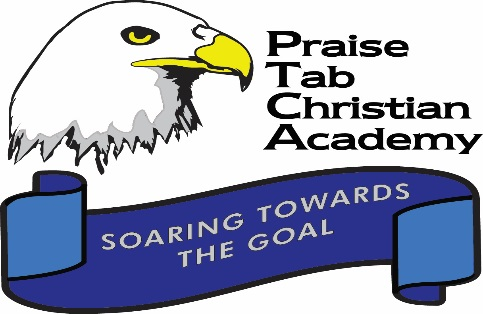 Praise
Tab
Christian
Academy
SOARING TOWARDS
THE GOAL